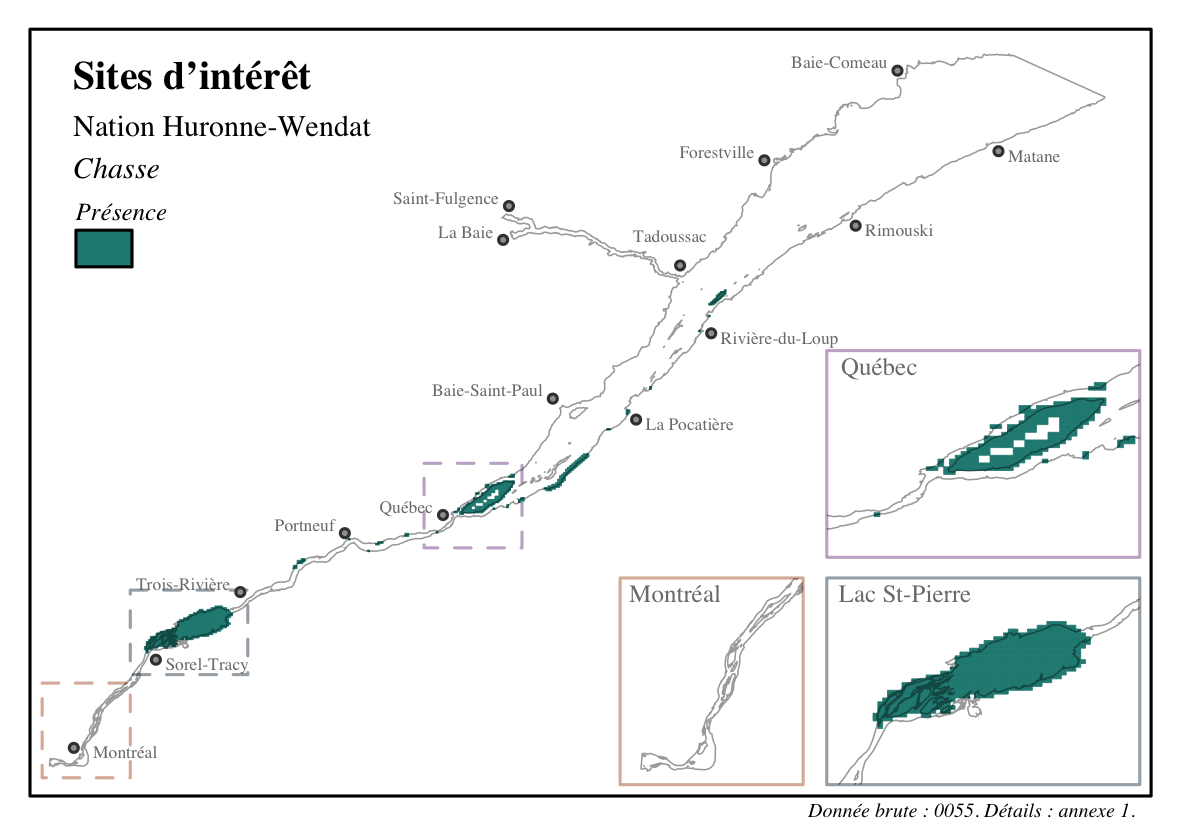 Sites d’intérêt
Nation Huronne-Wendat
Chasse
Présence
Baie-Comeau
Forestville
Matane
Saint-Fulgence
La Baie
Tadoussac
Rimouski
Rivière-du-Loup
Baie-Saint-Paul
La Pocatière
Québec
Portneuf
Trois-Rivière
Sorel-Tracy
Montréal
Québec
Montréal
Lac St-Pierre
Donnée brute : 0055. Détails : annexe 1.